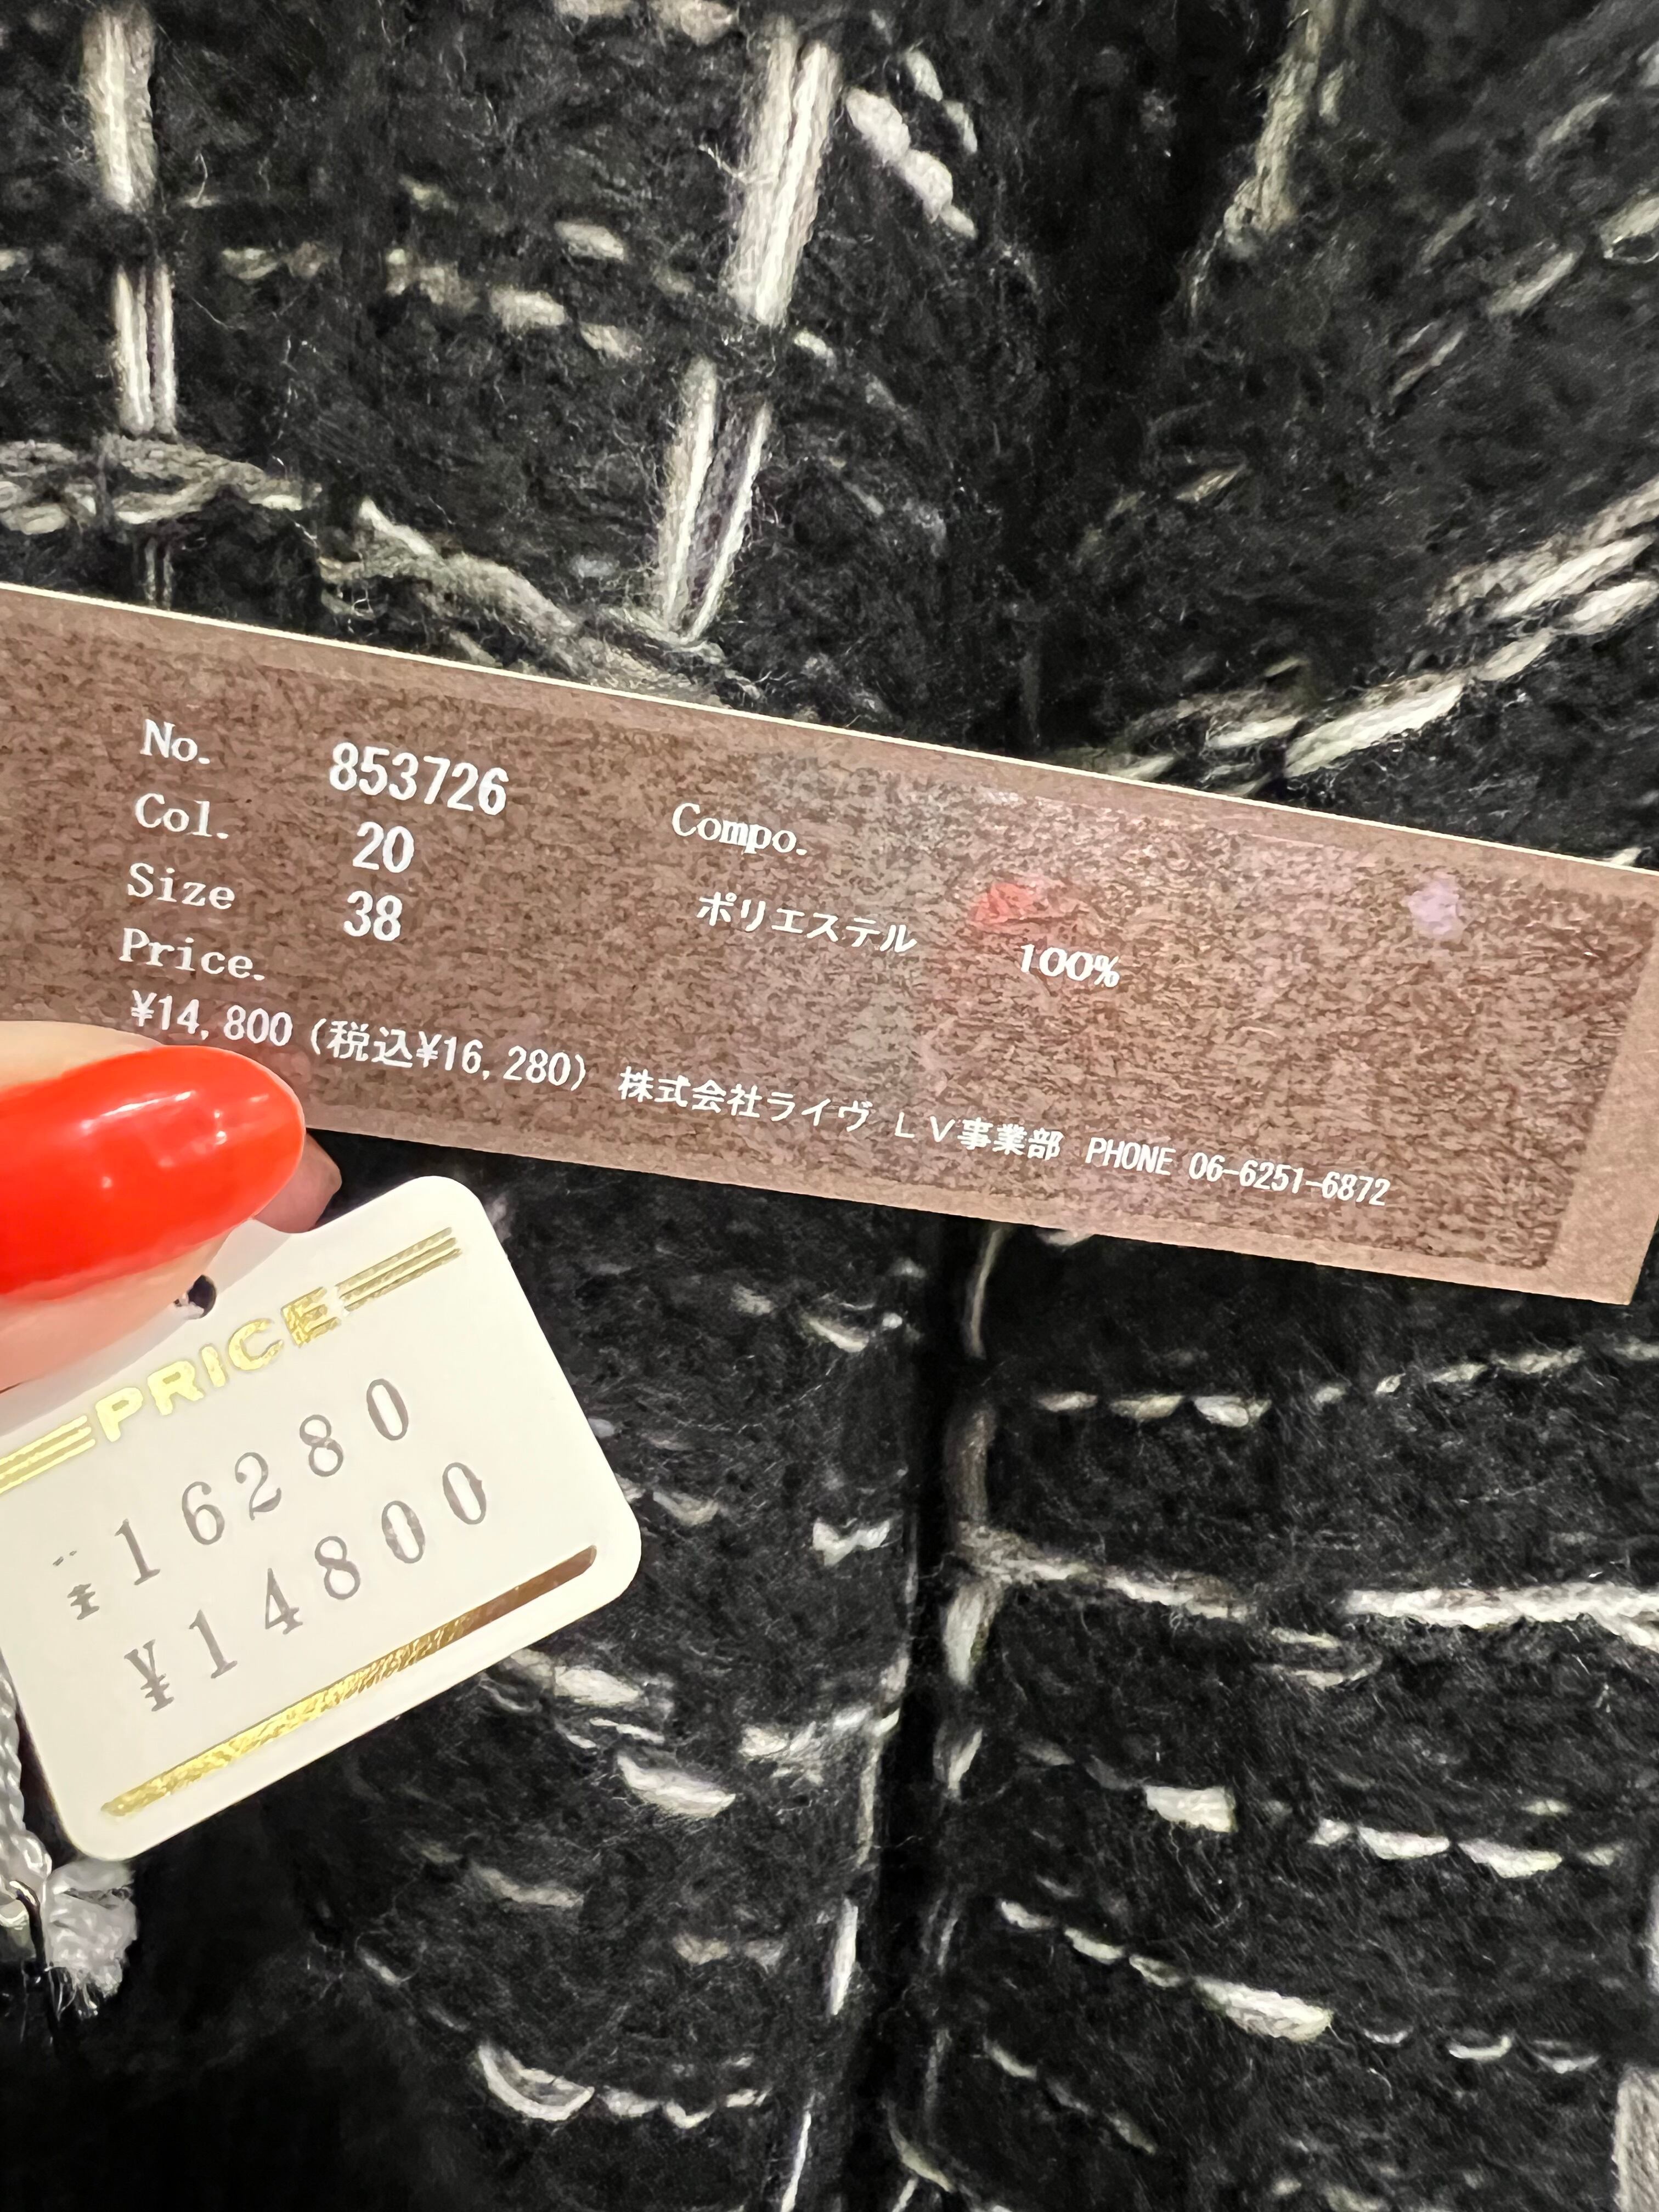 No. 853726
Col. 20
Size 38
Price.
¥14,800 (税込¥16,280)
Compo.
ポリエステル 100%
株式会社ライヴ LV事業部 PHONE 06-6251-6872
PRICE
¥16280
¥14800